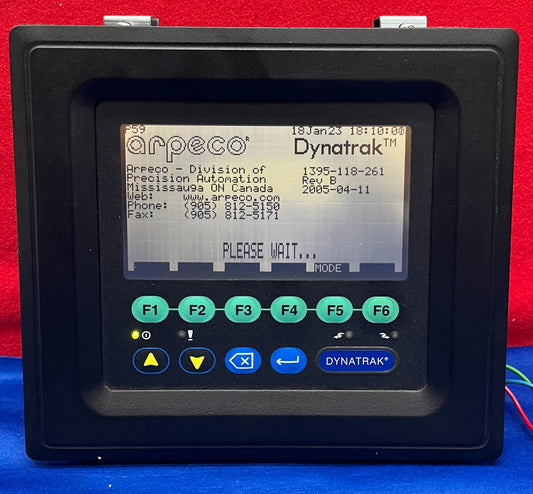 P59 18Jan23 18:10:00
arpeco® Dynatrak™
Arpeco - Division of 1395-118-261
Precision Automation Rev B
Mississauga ON Canada 2005-04-11
Web: www.arpeco.com
Phone: (905) 812-5150
Fax: (905) 812-5171
PLEASE WAIT...
MODE
F1 F2 F3 F4 F5 F6
!
DYNATRAK®